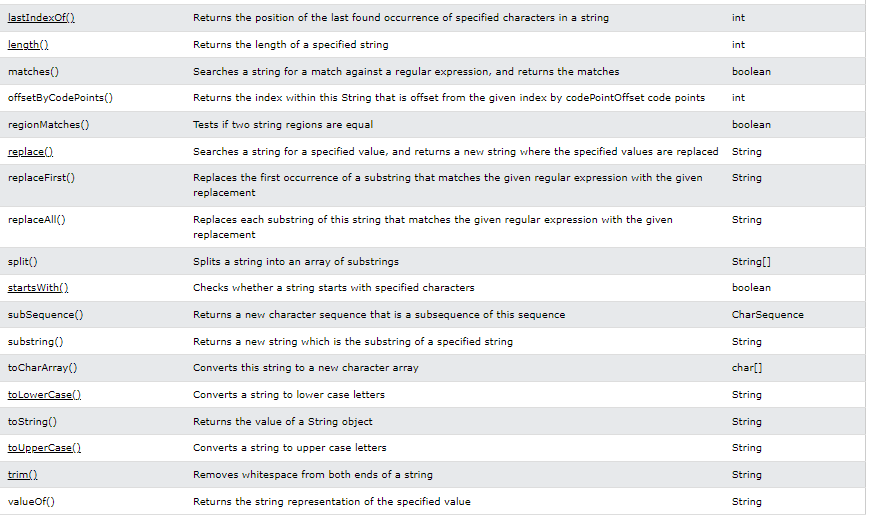 lastIndexOf() Returns the position of the last found occurrence of specified characters in a string int
length() Returns the length of a specified string int
matches() Searches a string for a match against a regular expression, and returns the matches boolean
offsetByCodePoints() Returns the index within this String that is offset from the given index by codePointOffset code points int
regionMatches() Tests if two string regions are equal boolean
replace() Searches a string for a specified value, and returns a new string where the specified values are replaced String
replaceFirst() Replaces the first occurrence of a substring that matches the given regular expression with the given String
replacement
replaceAll() Replaces each substring of this string that matches the given regular expression with the given String
replacement
split() Splits a string into an array of substrings String[]
startsWith() Checks whether a string starts with specified characters boolean
subSequence() Returns a new character sequence that is a subsequence of this sequence CharSequence
substring() Returns a new string which is the substring of a specified string String
toCharArray() Converts this string to a new character array char[]
toLowerCase() Converts a string to lower case letters String
toString() Returns the value of a String object String
toUpperCase() Converts a string to upper case letters String
trim() Removes whitespace from both ends of a string String
valueOf() Returns the string representation of the specified value String